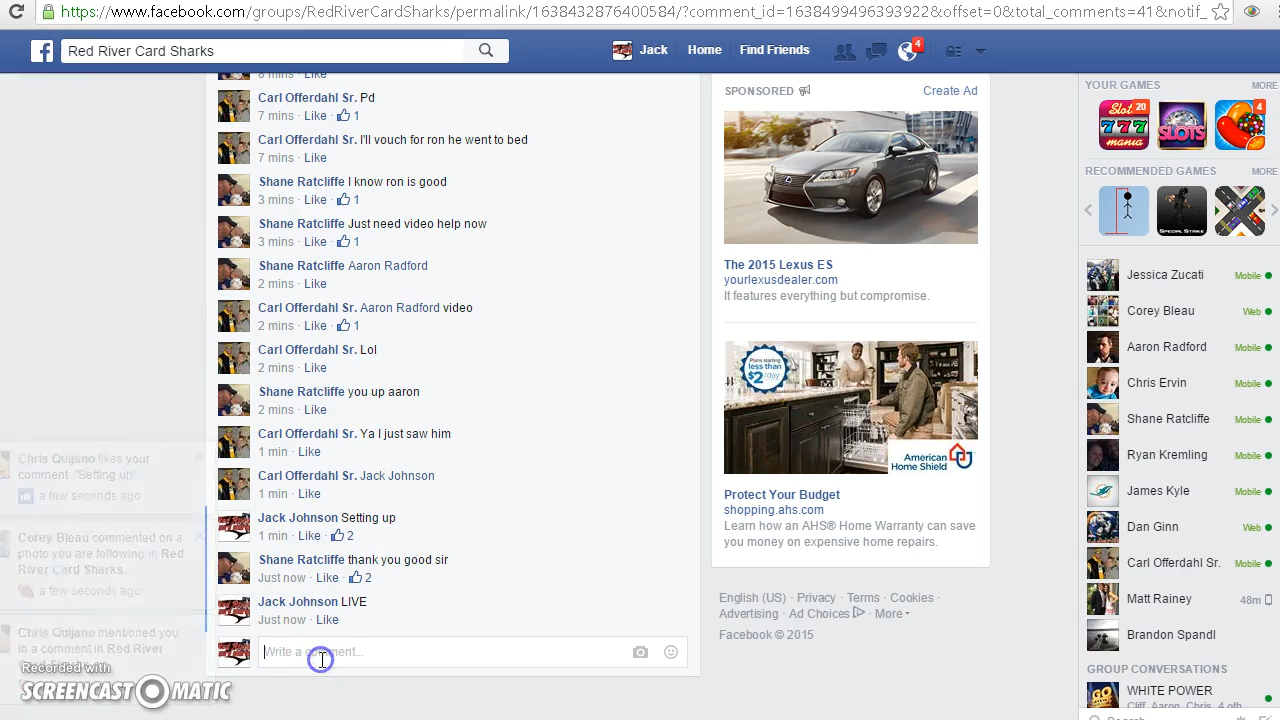 https://www.facebook.com/groups/RedRiverCardSharks/permalink/1638432876400584/?comment_id=1638499496393922&offset=0&total_comments=41&notif_
Red River Card Sharks
Jack
Home
Find Friends
4
8 mins · Like
Carl Offerdahl Sr. Pd
7 mins · Like · 1
Carl Offerdahl Sr. I'll vouch for ron he went to bed
7 mins · Like
Shane Ratcliffe I know ron is good
3 mins · Like · 1
Shane Ratcliffe Just need video help now
3 mins · Like · 1
Shane Ratcliffe Aaron Radford
2 mins · Like
Carl Offerdahl Sr. Aaron Radford video
2 mins · Like · 1
Carl Offerdahl Sr. Lol
2 mins · Like
Shane Ratcliffe you up aaron
2 mins · Like
Carl Offerdahl Sr. Ya I just saw him
1 min · Like
Carl Offerdahl Sr. Jack Johnson
1 min · Like
Jack Johnson Setting up
1 min · Like · 2
Shane Ratcliffe thank you good sir
Just now · Like · 2
Jack Johnson LIVE
Just now · Like
Write a comment...
Chris Quijano likes your
comment: "Setting up"
a few seconds ago
Corey Bleau commented on a
photo you are following in Red
River Card Sharks.
a few seconds ago
Chris Quijano mentioned you
in a comment in Red River
Recorded with
SCREENCAST-O-MATIC
SPONSORED
Create Ad
The 2015 Lexus ES
yourlexusdealer.com
It features everything but compromise.
Plans starting
less than
$2/day
American
Home Shield
Protect Your Budget
shopping.ahs.com
Learn how an AHS® Home Warranty can save
you money on expensive home repairs.
English (US) · Privacy · Terms · Cookies ·
Advertising · Ad Choices · More
Facebook © 2015
YOUR GAMES
MORE
Slot
777
mania
20
SLOTS
4
RECOMMENDED GAMES
MORE
SPECIAL STRIKE
Jessica Zucati Mobile
Corey Bleau Web
Aaron Radford Mobile
Chris Ervin Mobile
Shane Ratcliffe Mobile
Ryan Kremling Mobile
James Kyle Mobile
Dan Ginn Web
Carl Offerdahl Sr. Mobile
Matt Rainey 48m
Brandon Spandl
GROUP CONVERSATIONS
GO
WHITE POWER
Cliff, Aaron, Chris, 4 oth
Search